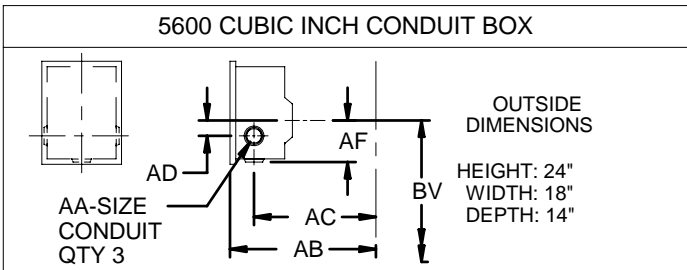 5600 CUBIC INCH CONDUIT BOX
OUTSIDE
DIMENSIONS
HEIGHT: 24"
WIDTH: 18"
DEPTH: 14"
AD
AF
BV
AA-SIZE
CONDUIT
QTY 3
AC
AB